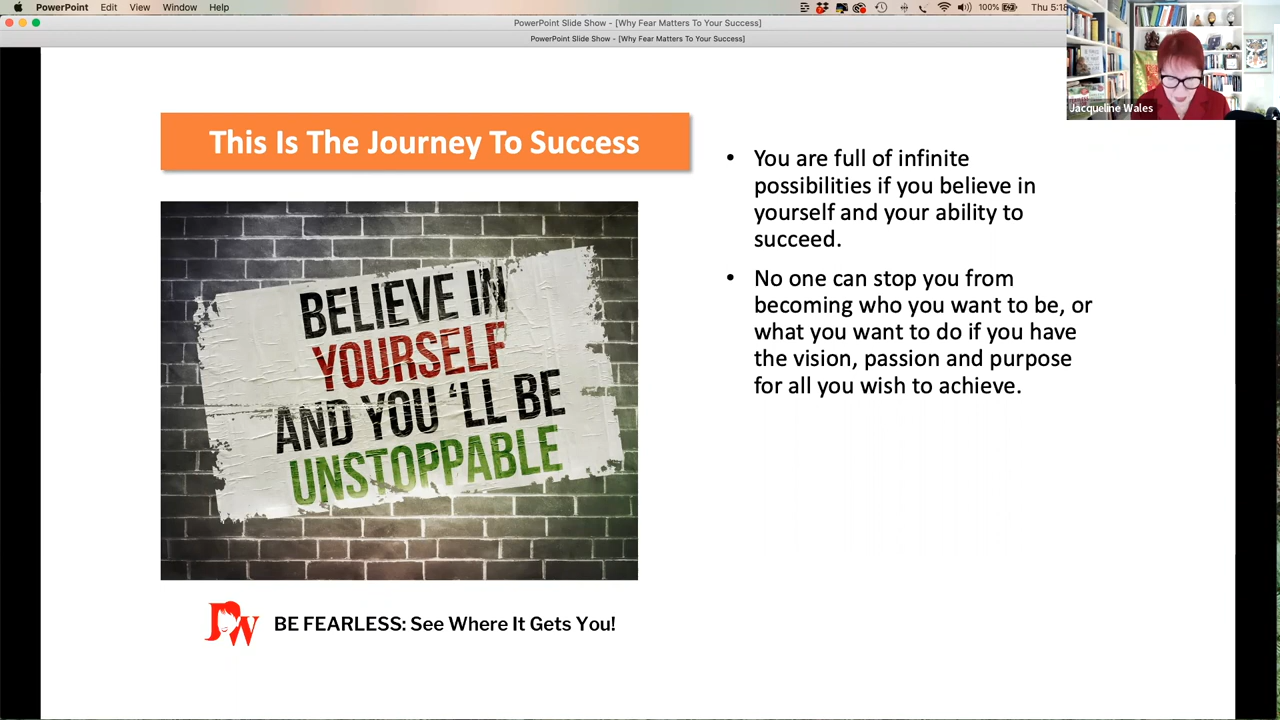 PowerPoint Edit View Window Help
100% Thu 5:18
PowerPoint Slide Show - [Why Fear Matters To Your Success]
PowerPoint Slide Show - [Why Fear Matters To Your Success]
Jacqueline Wales
This Is The Journey To Success
BELIEVE IN
YOURSELF
AND YOU ‘LL BE
UNSTOPPABLE
JW BE FEARLESS: See Where It Gets You!
• You are full of infinite
possibilities if you believe in
yourself and your ability to
succeed.
• No one can stop you from
becoming who you want to be, or
what you want to do if you have
the vision, passion and purpose
for all you wish to achieve.